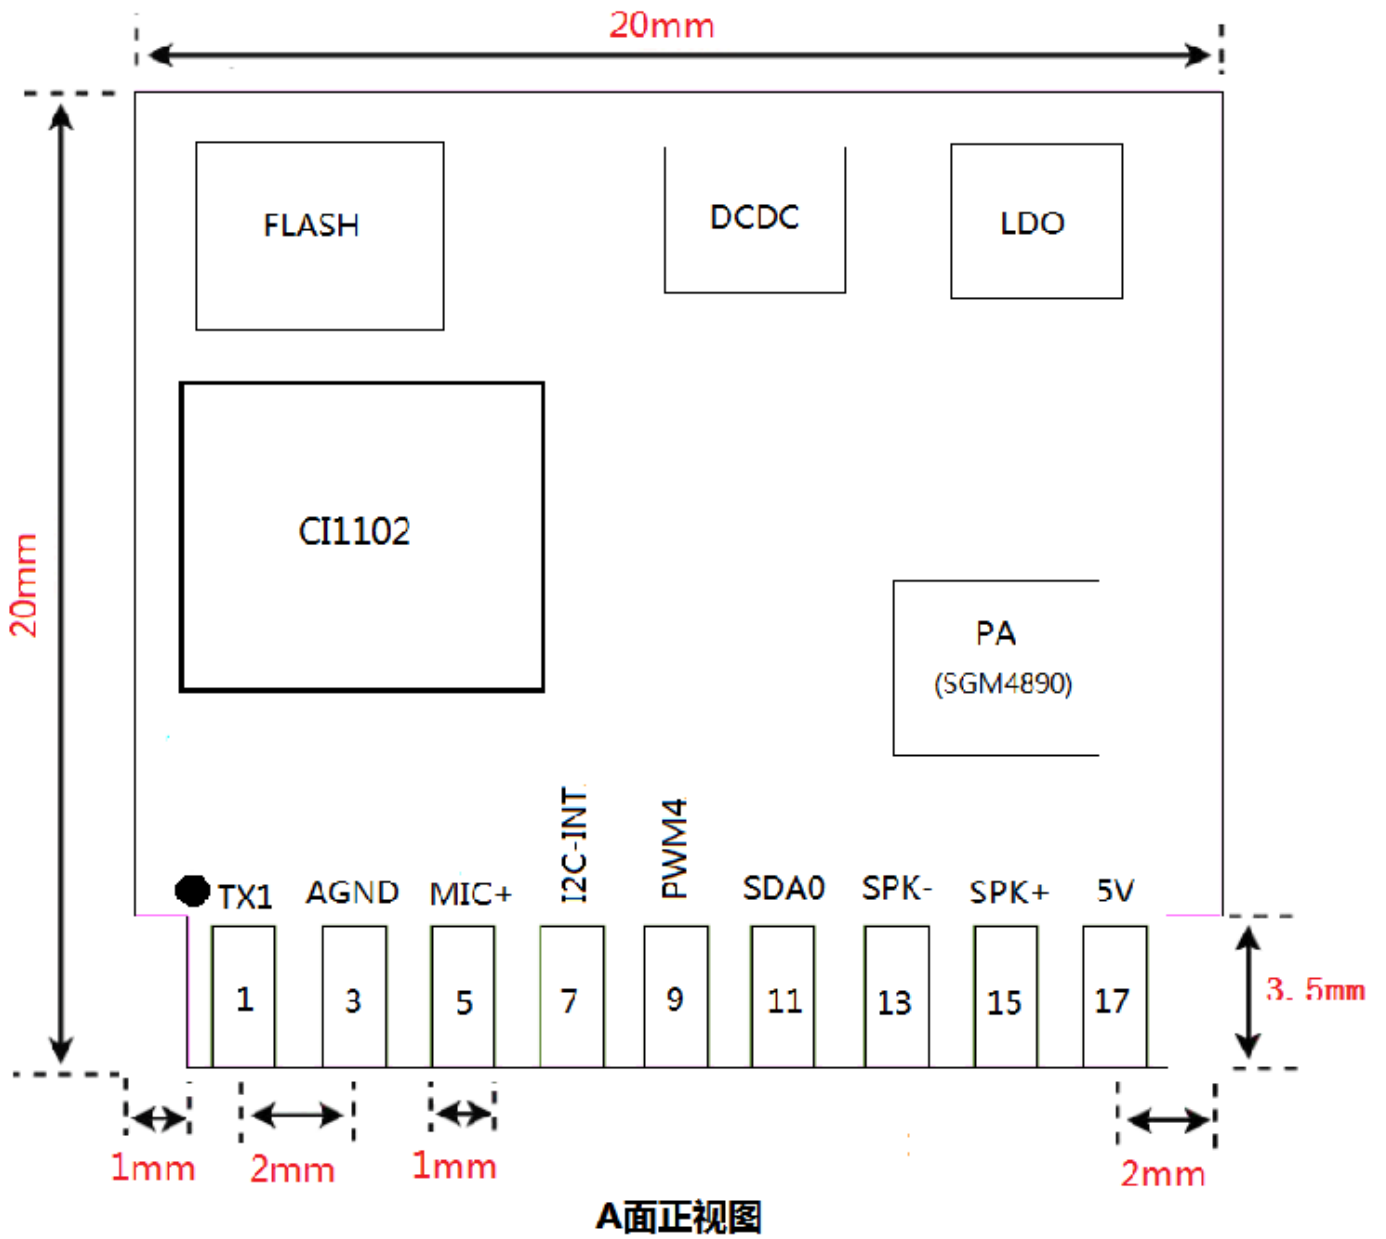 20mm
FLASH
DCDC
LDO
CI1102
20mm
PA
(SGM4890)
TX1
AGND
MIC+
I2C-INT
PWM4
SDA0
SPK-
SPK+
5V
1
3
5
7
9
11
13
15
17
3.5mm
1mm
2mm
1mm
2mm
A面正视图